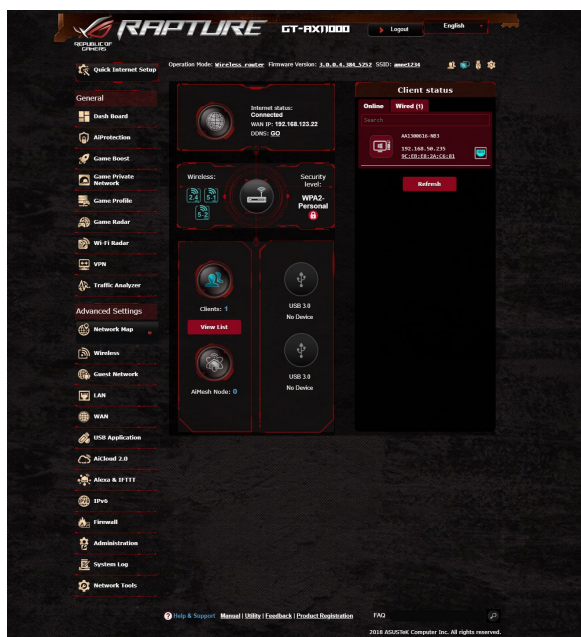 REPUBLIC OF
GAMERS
RAPTURE
GT-AX11000
Logout
English
Operation Mode: Wireless router Firmware Version: 3.0.0.4.384_5252 SSID: anne1234
Quick Internet Setup
General
Dash Board
AiProtection
Game Boost
Game Private
Network
Game Profile
Game Radar
Wi-Fi Radar
VPN
Traffic Analyzer
Advanced Settings
Network Map
Wireless
Guest Network
LAN
WAN
USB Application
AiCloud 2.0
Alexa & IFTTT
IPv6
Firewall
Administration
System Log
Network Tools
Internet status:
Connected
WAN IP: 192.168.123.22
DDNS: GO
Wireless:
2.4
5-1
5-2
Security
level:
WPA2-
Personal
Clients: 1
View List
AiMesh Node: 0
USB 3.0
No Device
USB 3.0
No Device
Client status
Online
Wired (1)
Search
AA1300616-NB3
192.168.50.235
Refresh
? Help & Support Manual | Utility | Feedback | Product Registration
FAQ
2018 ASUSTeK Computer Inc. All rights reserved.